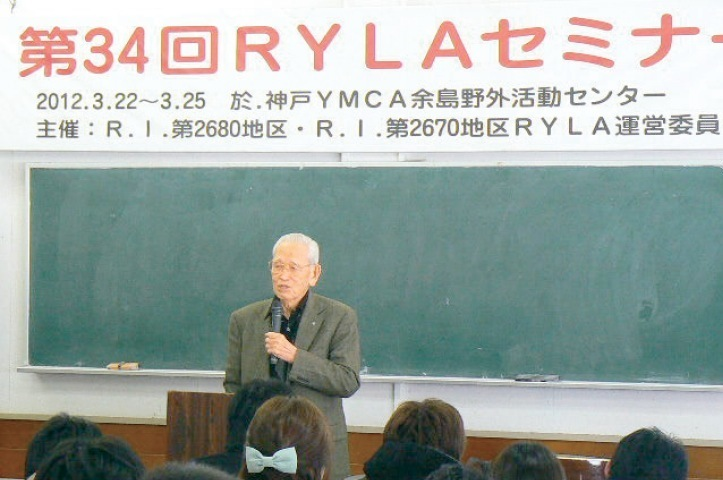 第34回RYLAセミナー
2012.3.22～3.25　於.神戸YMCA余島野外活動センター
主催：R.I.第2680地区・R.I.第2670地区RYLA運営委員